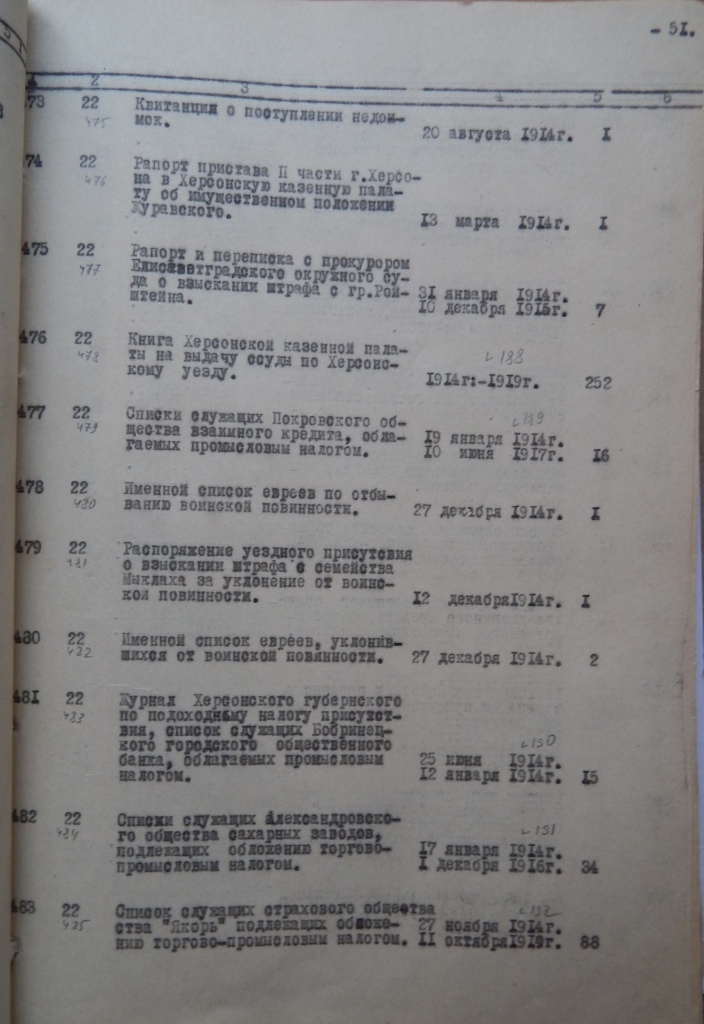 - 51.
1 2 3 4 5 6
473 22 Квитанция о поступлении недои-
475 мок. 20 августа 1914г. I
474 22 Рапорт пристава II части г.Херсо-
476 на в Херсонскую казенную пала-
ту об имущественном положении
Журавского. 13 марта 1914г. I
475 22 Рапорт и переписка с прокурором
477 Елисаветградского окружного су-
да о взыскании штрафа с гр.Рой- 31 января 1914г.
штейна. 10 декабря 1915г. 7
476 22 Книга Херсонской казенной пала-
478 ты на выдачу ссуды по Херсонс- 188
кому уезду. 1914г.-1919г. 252
477 22 Списки служащих Покровского об- 189
479 щества взаимного кредита, обла- 19 января 1914г.
гаемых промысловым налогом. 10 июня 1917г. 16
478 22 Именной список евреев по отбы-
480 ванию воинской повинности. 27 декабря 1914г. I
479 22 Распоряжение уездного присутсвия
481 о взыскании штрафа с семейства
Мыклаха за уклонение от воинс-
кой повинности. 12 декабря1914г. I
480 22 Именной список евреев, уклонив-
482 шихся от воинской повинности. 27 декабря 1914г. 2
481 22 Журнал Херсонского губернского
483 по подоходному налогу присутст-
вия, список служащих Бобринец-
кого городского общественного 190
банка, облагаемых промысловым 25 июня 1914г.
налогом. 12 января 1914г. 15
482 22 Списки служащих Александровско-
484 го общества сахарных заводов, 191
подлежащих обложению торгово- 17 января 1914г.
промысловым налогом. I декабря 1916г. 34
483 22 Список служащих страхового общества 192
485 ства "Якорь" подлежащих обложе- 27 ноября 1914г.
нию торгово-промысловым налогом. II октября1919г. 88